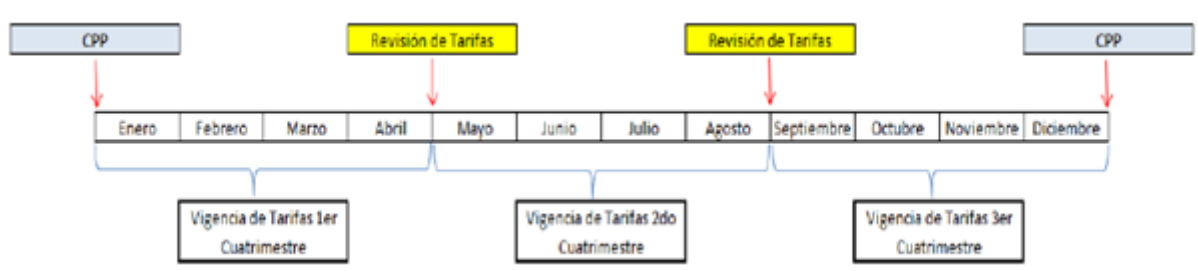 CPP
Revisión de Tarifas
Revisión de Tarifas
CPP
Enero Febrero Marzo Abril Mayo Junio Julio Agosto Septiembre Octubre Noviembre Diciembre
Vigencia de Tarifas 1er
Cuatrimestre
Vigencia de Tarifas 2do
Cuatrimestre
Vigencia de Tarifas 3er
Cuatrimestre